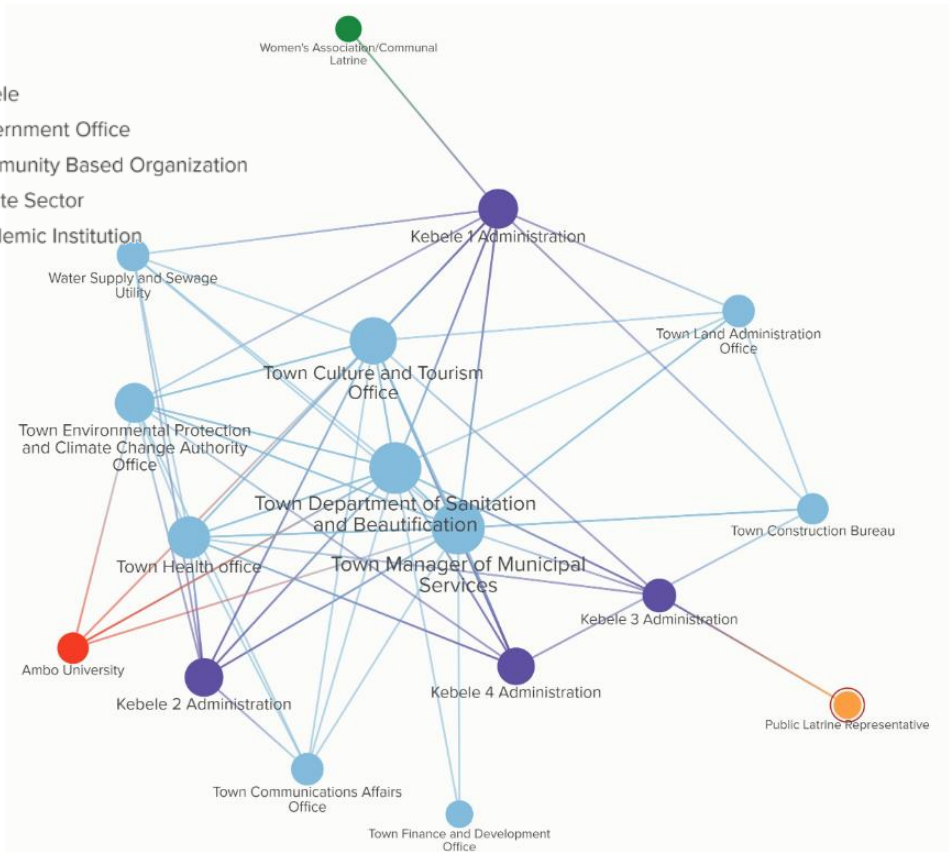 Women's Association/Communal
Latrine
ele
ernment Office
munity Based Organization
te Sector
lemic Institution
Kebele 1 Administration
Water Supply and Sewage
Utility
Town Land Administration
Office
Town Culture and Tourism
Office
Town Environmental Protection
and Climate Change Authority
Office
Town Department of Sanitation
and Beautification
Town Construction Bureau
Town Health office
Town Manager of Municipal
Services
Kebele 3 Administration
Ambo University
Kebele 4 Administration
Kebele 2 Administration
Public Latrine Representative
Town Communications Affairs
Office
Town Finance and Development
Office